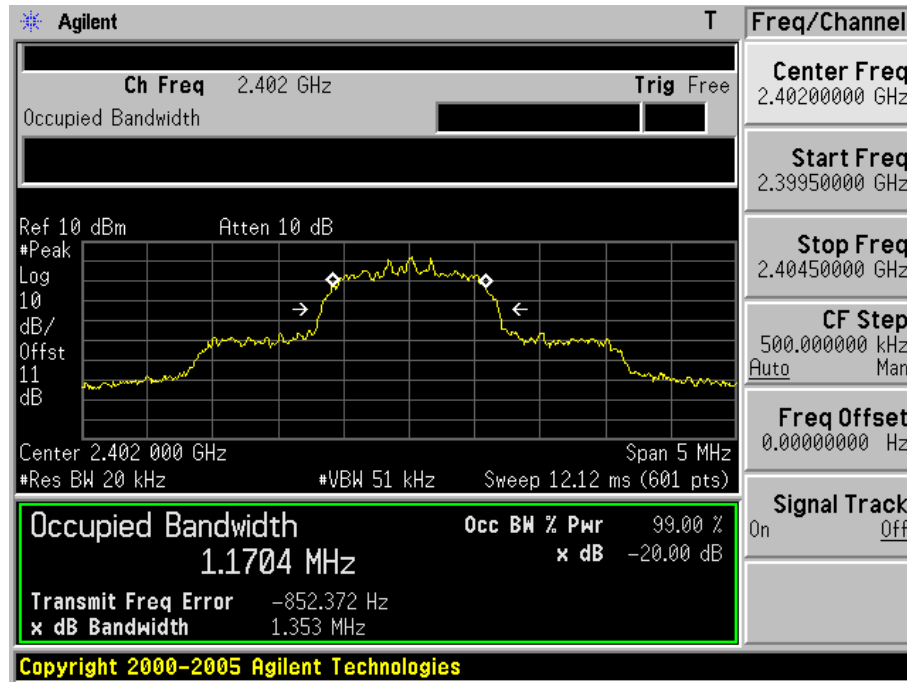 Agilent T Freq/Channel
Ch Freq 2.402 GHz Trig Free
Occupied Bandwidth
Center Freq
2.40200000 GHz
Start Freq
2.39950000 GHz
Stop Freq
2.40450000 GHz
CF Step
500.000000 kHz
Auto Man
Freq Offset
0.00000000 Hz
Signal Track
On Off
Ref 10 dBm Atten 10 dB
#Peak
Log
10
dB/
Offst
11
dB
Center 2.402 000 GHz Span 5 MHz
#Res BW 20 kHz #VBW 51 kHz Sweep 12.12 ms (601 pts)
Occupied Bandwidth Occ BW % Pwr 99.00 %
1.1704 MHz x dB -20.00 dB
Transmit Freq Error -852.372 Hz
x dB Bandwidth 1.353 MHz
Copyright 2000-2005 Agilent Technologies